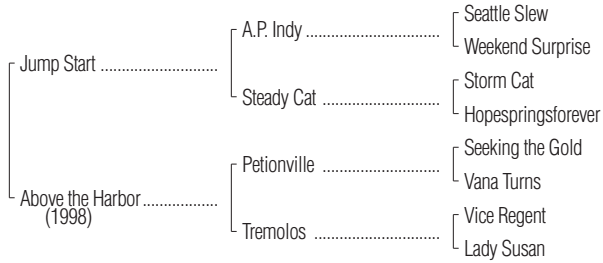 Seattle Slew
A.P. Indy
Weekend Surprise
Jump Start
Storm Cat
Steady Cat
Hopespringsforever
Seeking the Gold
Petionville
Vana Turns
Above the Harbor
(1998)
Vice Regent
Tremolos
Lady Susan